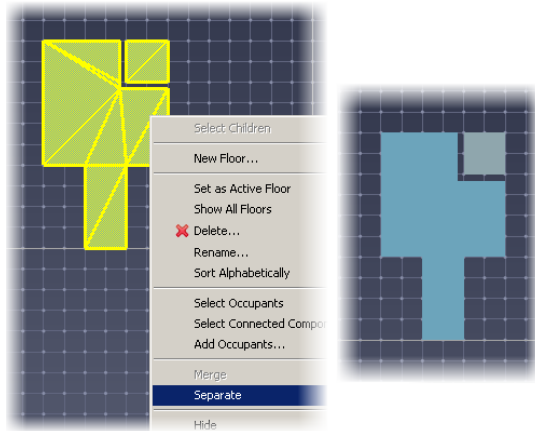 Select Children
New Floor...
Set as Active Floor
Show All Floors
Delete...
Rename...
Sort Alphabetically
Select Occupants
Select Connected Compo
Add Occupants...
Merge
Separate
Hide